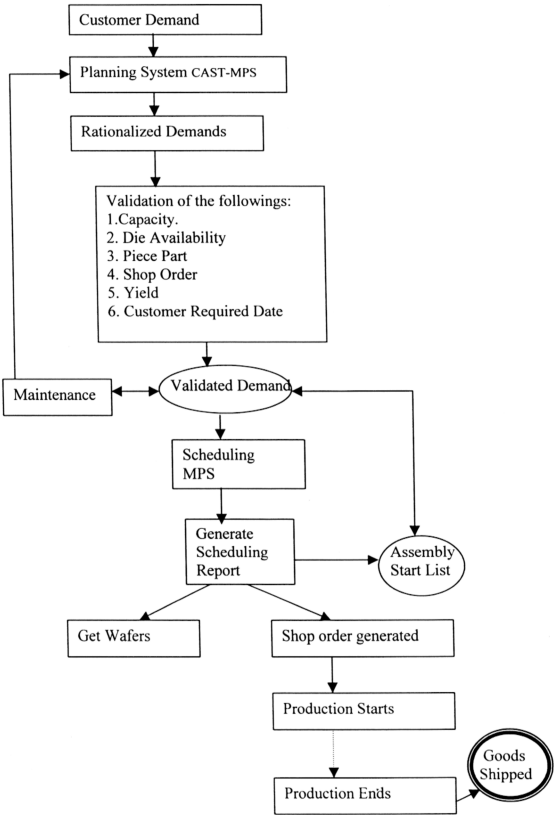 Customer Demand
Planning System CAST-MPS
Rationalized Demands
Validation of the followings:
1.Capacity.
2. Die Availability
3. Piece Part
4. Shop Order
5. Yield
6. Customer Required Date
Maintenance
Validated Demand
Scheduling
MPS
Generate
Scheduling
Report
Assembly
Start List
Get Wafers
Shop order generated
Production Starts
Goods
Shipped
Production Ends